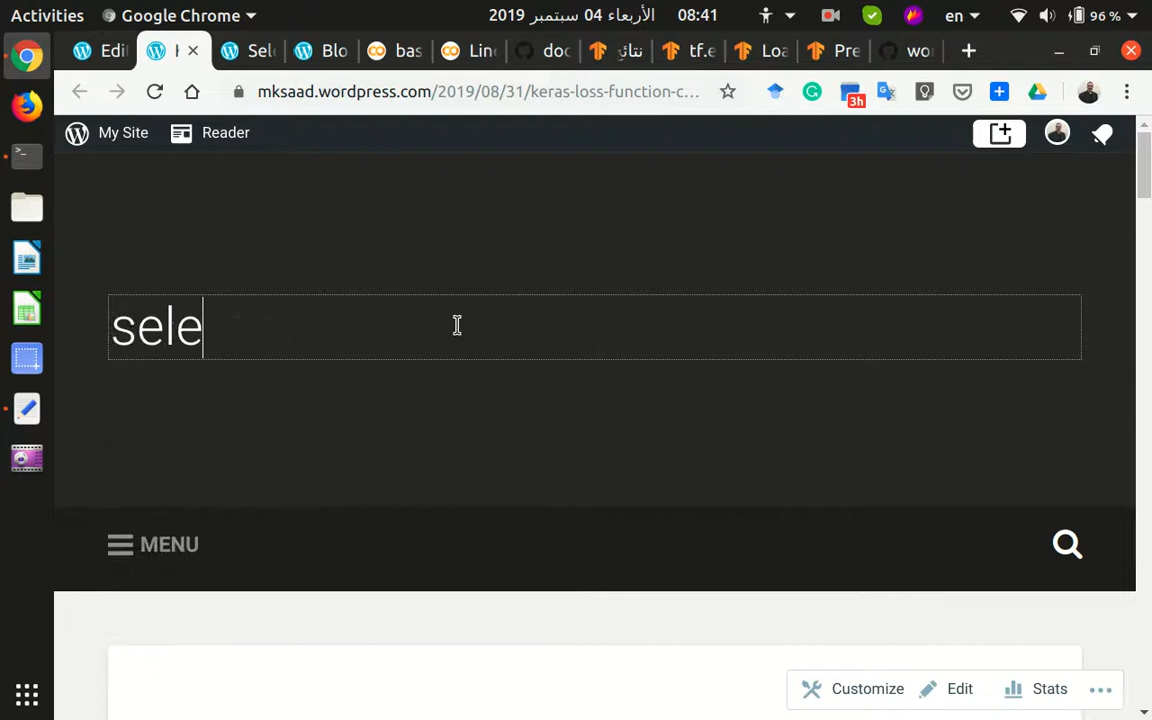 Activities Google Chrome 2019 الأربعاء 04 سبتمبر 08:41 en 96 %
Edi Sel Blo bas Line doc نتائج tf.e Loa Pre wo
mksaad.wordpress.com/2019/08/31/keras-loss-function-c...
3h
My Site Reader
sele
MENU
Customize Edit Stats